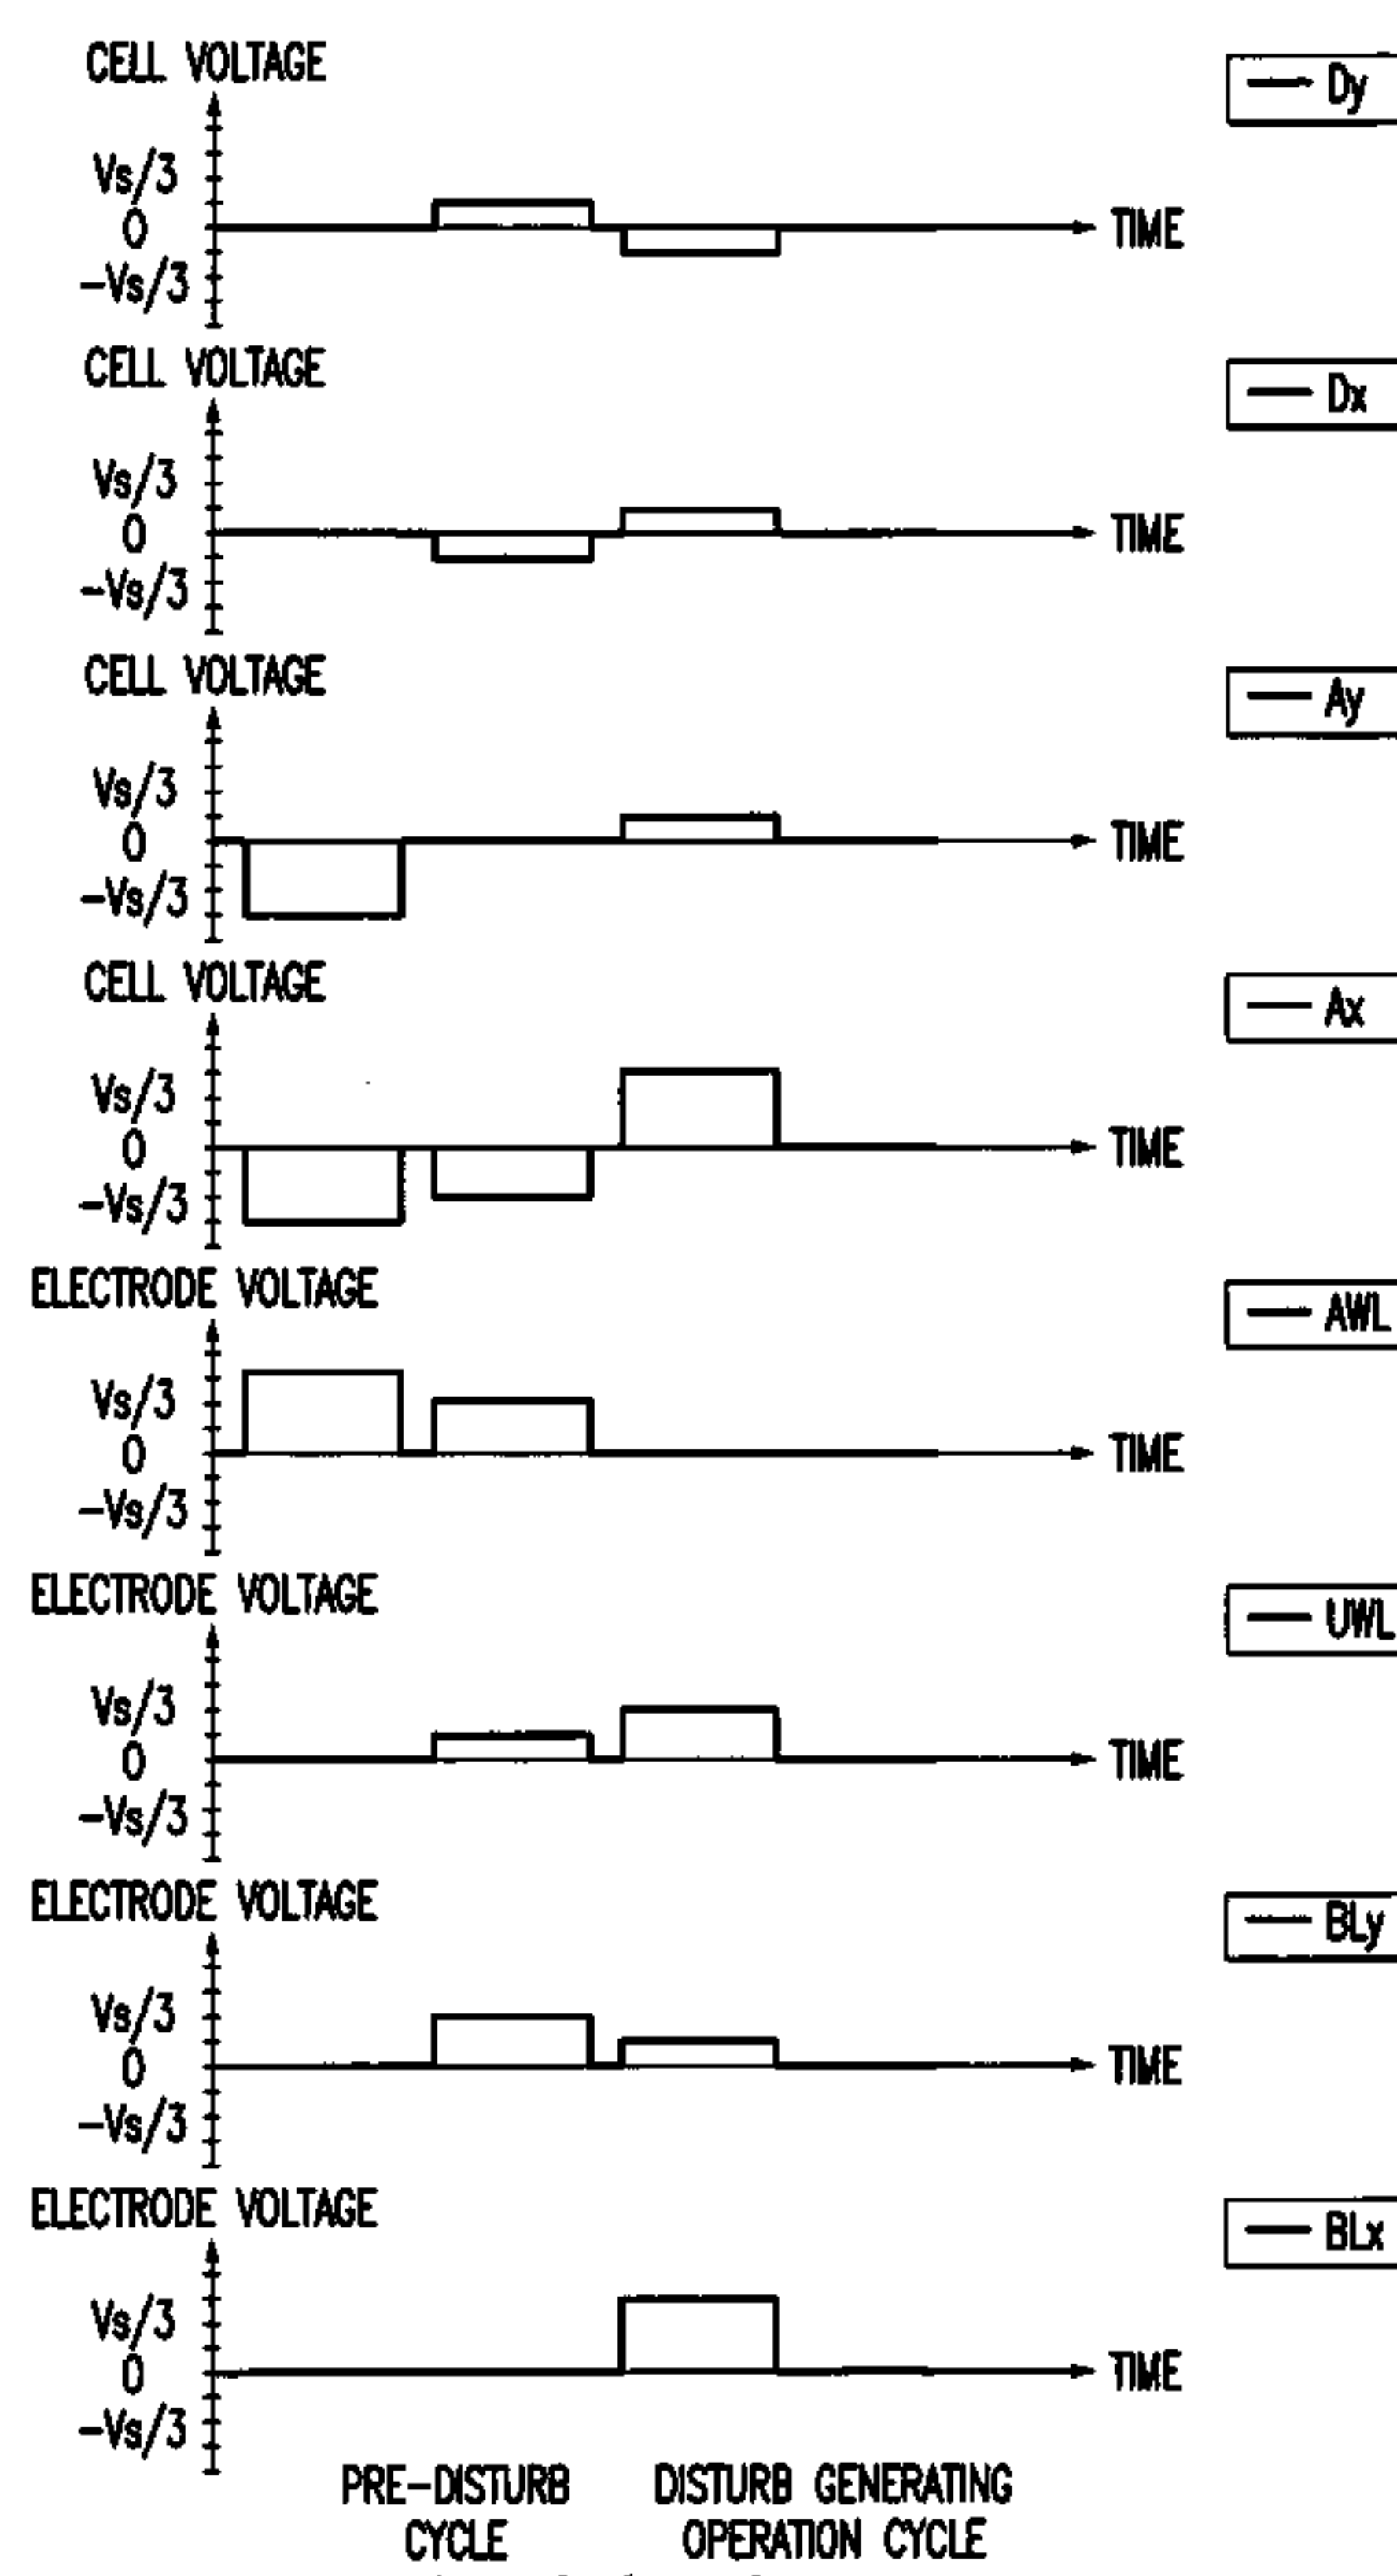 CELL VOLTAGE
Dy
Vs/3
0
TIME
-Vs/3
CELL VOLTAGE
Dx
Vs/3
0
TIME
-Vs/3
CELL VOLTAGE
Ay
Vs/3
0
TIME
-Vs/3
CELL VOLTAGE
Ax
Vs/3
0
TIME
-Vs/3
ELECTRODE VOLTAGE
AWL
Vs/3
0
TIME
-Vs/3
ELECTRODE VOLTAGE
UWL
Vs/3
0
TIME
-Vs/3
ELECTRODE VOLTAGE
BLy
Vs/3
0
TIME
-Vs/3
ELECTRODE VOLTAGE
BLx
Vs/3
0
TIME
-Vs/3
PRE-DISTURB
CYCLE
DISTURB GENERATING
OPERATION CYCLE